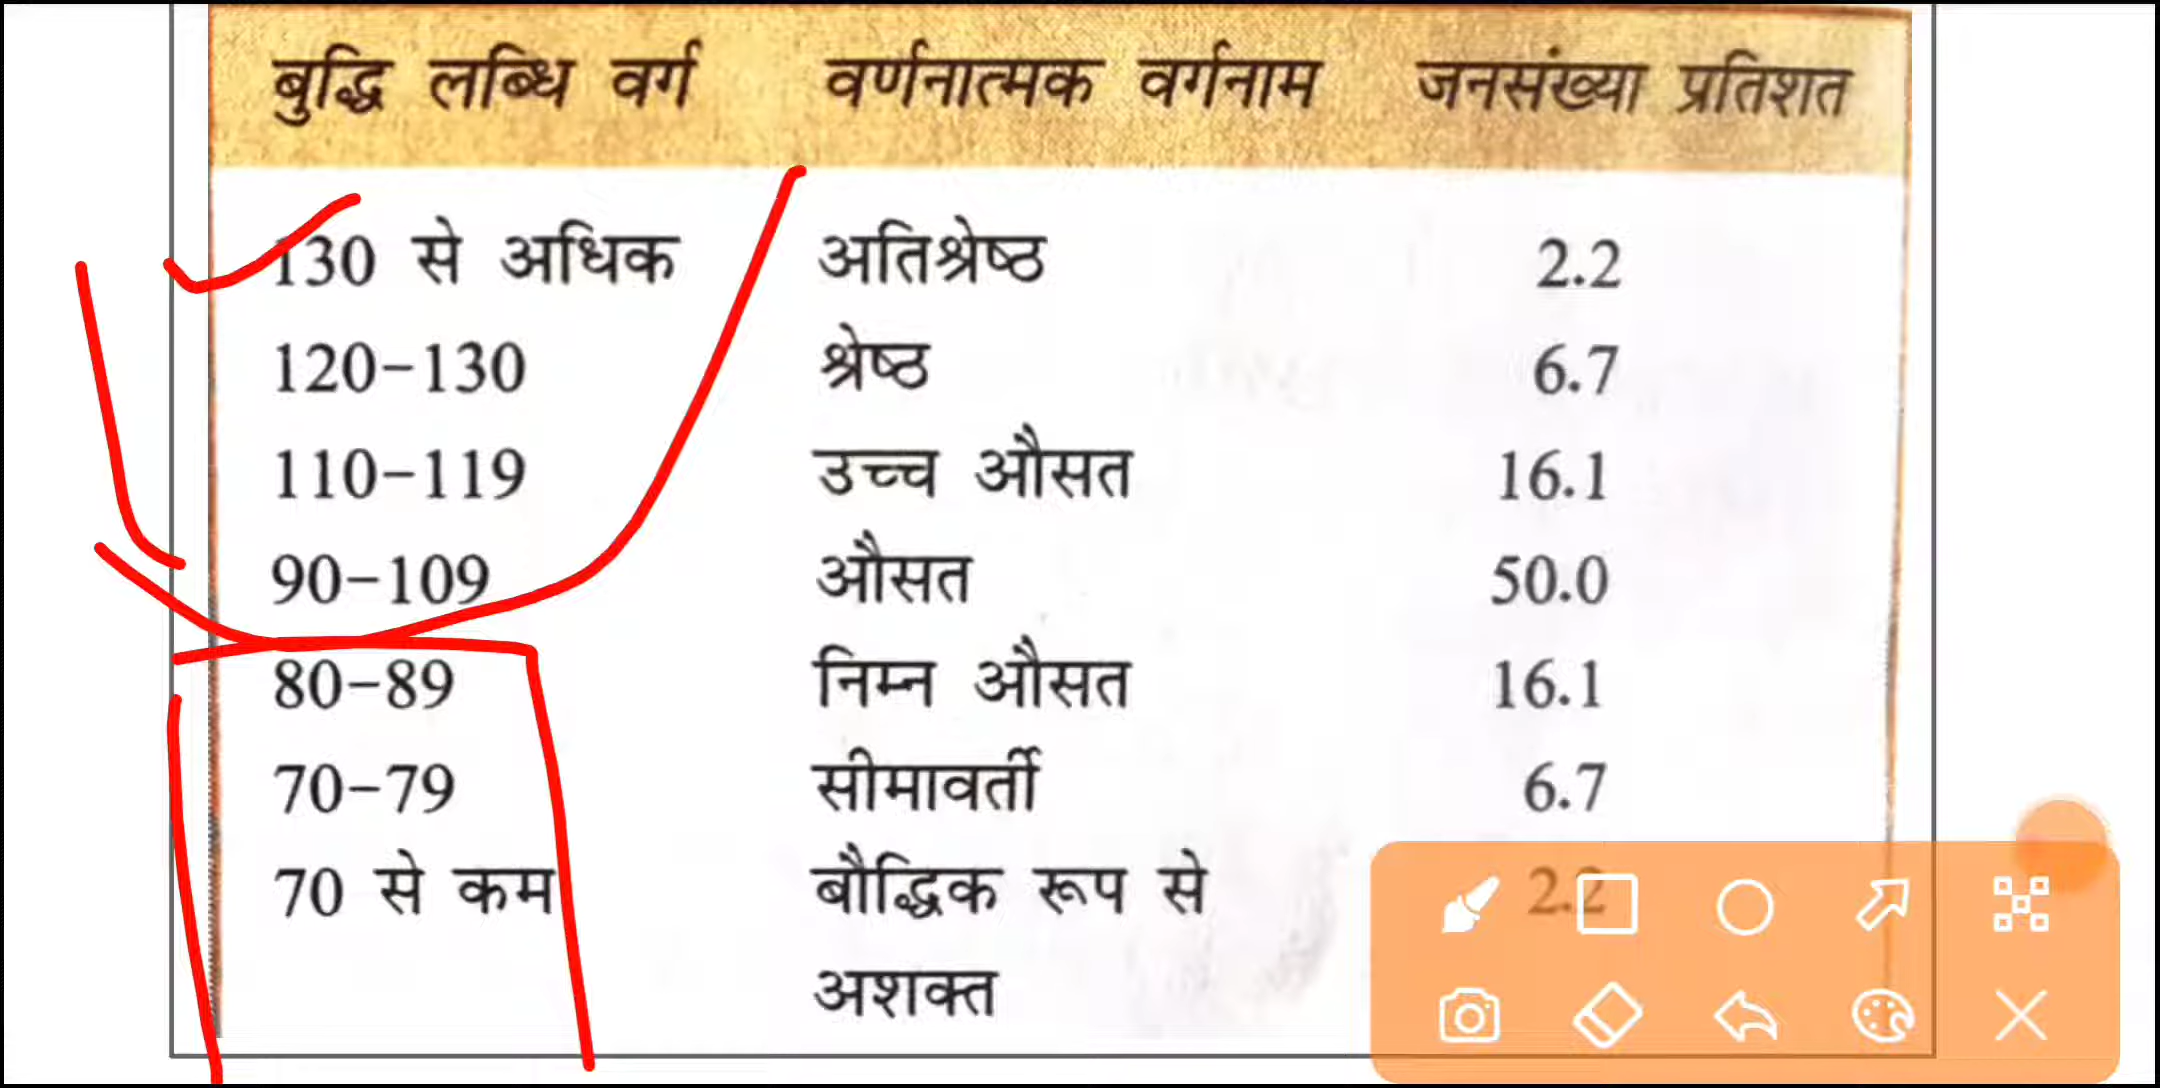 बुद्धि लब्धि वर्ग वर्णनात्मक वर्गनाम जनसंख्या प्रतिशत
130 से अधिक अतिश्रेष्ठ 2.2
120-130 श्रेष्ठ 6.7
110-119 उच्च औसत 16.1
90-109 औसत 50.0
80-89 निम्न औसत 16.1
70-79 सीमावर्ती 6.7
70 से कम बौद्धिक रूप से 2.2
अशक्त